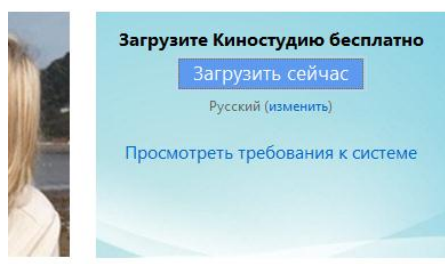 Загрузите Киностудию бесплатно
Загрузить сейчас
Русский (изменить)
Просмотреть требования к системе